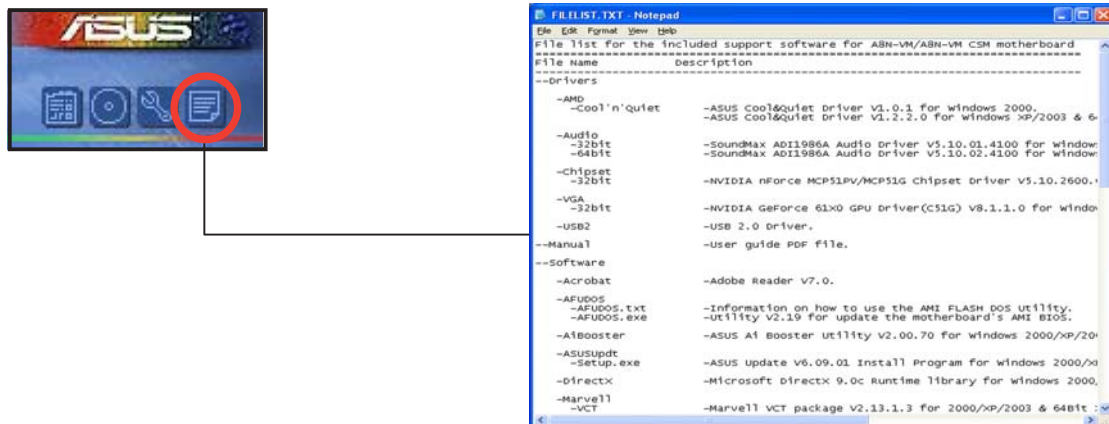 ASUS
FILELIST.TXT - Notepad
File Edit Format View Help
File list for the included support software for A8N-VM/A8N-VM CSM motherboard
================================================================
File Name Description
================================================================
--Drivers
-AMD
-Cool'n'Quiet -ASUS Cool&Quiet Driver V1.0.1 for Windows 2000.
-ASUS Cool&Quiet Driver V1.2.2.0 for Windows XP/2003 & 6
-Audio
-32bit -SoundMax ADI1986A Audio Driver V5.10.01.4100 for Window
-64bit -SoundMax ADI1986A Audio Driver V5.10.02.4100 for Window
-Chipset
-32bit -NVIDIA nForce MCP51PV/MCP51G Chipset Driver V5.10.2600.
-VGA
-32bit -NVIDIA GeForce 61X0 GPU Driver(C51G) V8.1.1.0 for Windo
-USB2 -USB 2.0 Driver.
--Manual -User guide PDF file.
--Software
-Acrobat -Adobe Reader V7.0.
-AFUDOS
-AFUDOS.txt -Information on how to use the AMI FLASH DOS Utility.
-AFUDOS.exe -Utility V2.19 for update the motherboard's AMI BIOS.
-AiBooster -ASUS Ai Booster Utility V2.00.70 for Windows 2000/XP/20
-ASUSUpdt
-Setup.exe -ASUS Update V6.09.01 Install Program for Windows 2000/X
-DirectX -Microsoft DirectX 9.0c Runtime library for Windows 2000,
-Marvell
-VCT -Marvell VCT package V2.13.1.3 for 2000/XP/2003 & 64Bit